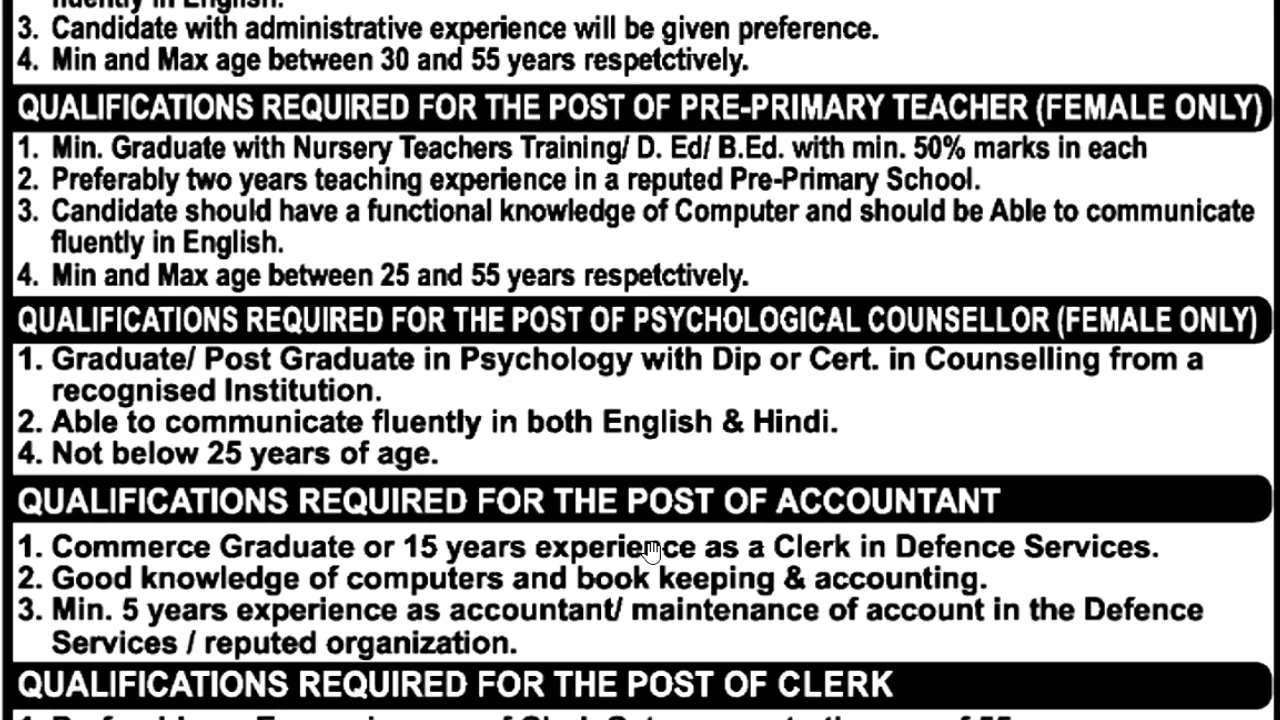 fluently in English.
3. Candidate with administrative experience will be given preference.
4. Min and Max age between 30 and 55 years respetctively.
QUALIFICATIONS REQUIRED FOR THE POST OF PRE-PRIMARY TEACHER (FEMALE ONLY)
1. Min. Graduate with Nursery Teachers Training/ D. Ed/ B.Ed. with min. 50% marks in each
2. Preferably two years teaching experience in a reputed Pre-Primary School.
3. Candidate should have a functional knowledge of Computer and should be Able to communicate
fluently in English.
4. Min and Max age between 25 and 55 years respetctively.
QUALIFICATIONS REQUIRED FOR THE POST OF PSYCHOLOGICAL COUNSELLOR (FEMALE ONLY)
1. Graduate/ Post Graduate in Psychology with Dip or Cert. in Counselling from a
recognised Institution.
2. Able to communicate fluently in both English & Hindi.
4. Not below 25 years of age.
QUALIFICATIONS REQUIRED FOR THE POST OF ACCOUNTANT
1. Commerce Graduate or 15 years experience as a Clerk in Defence Services.
2. Good knowledge of computers and book keeping & accounting.
3. Min. 5 years experience as accountant/ maintenance of account in the Defence
Services / reputed organization.
QUALIFICATIONS REQUIRED FOR THE POST OF CLERK